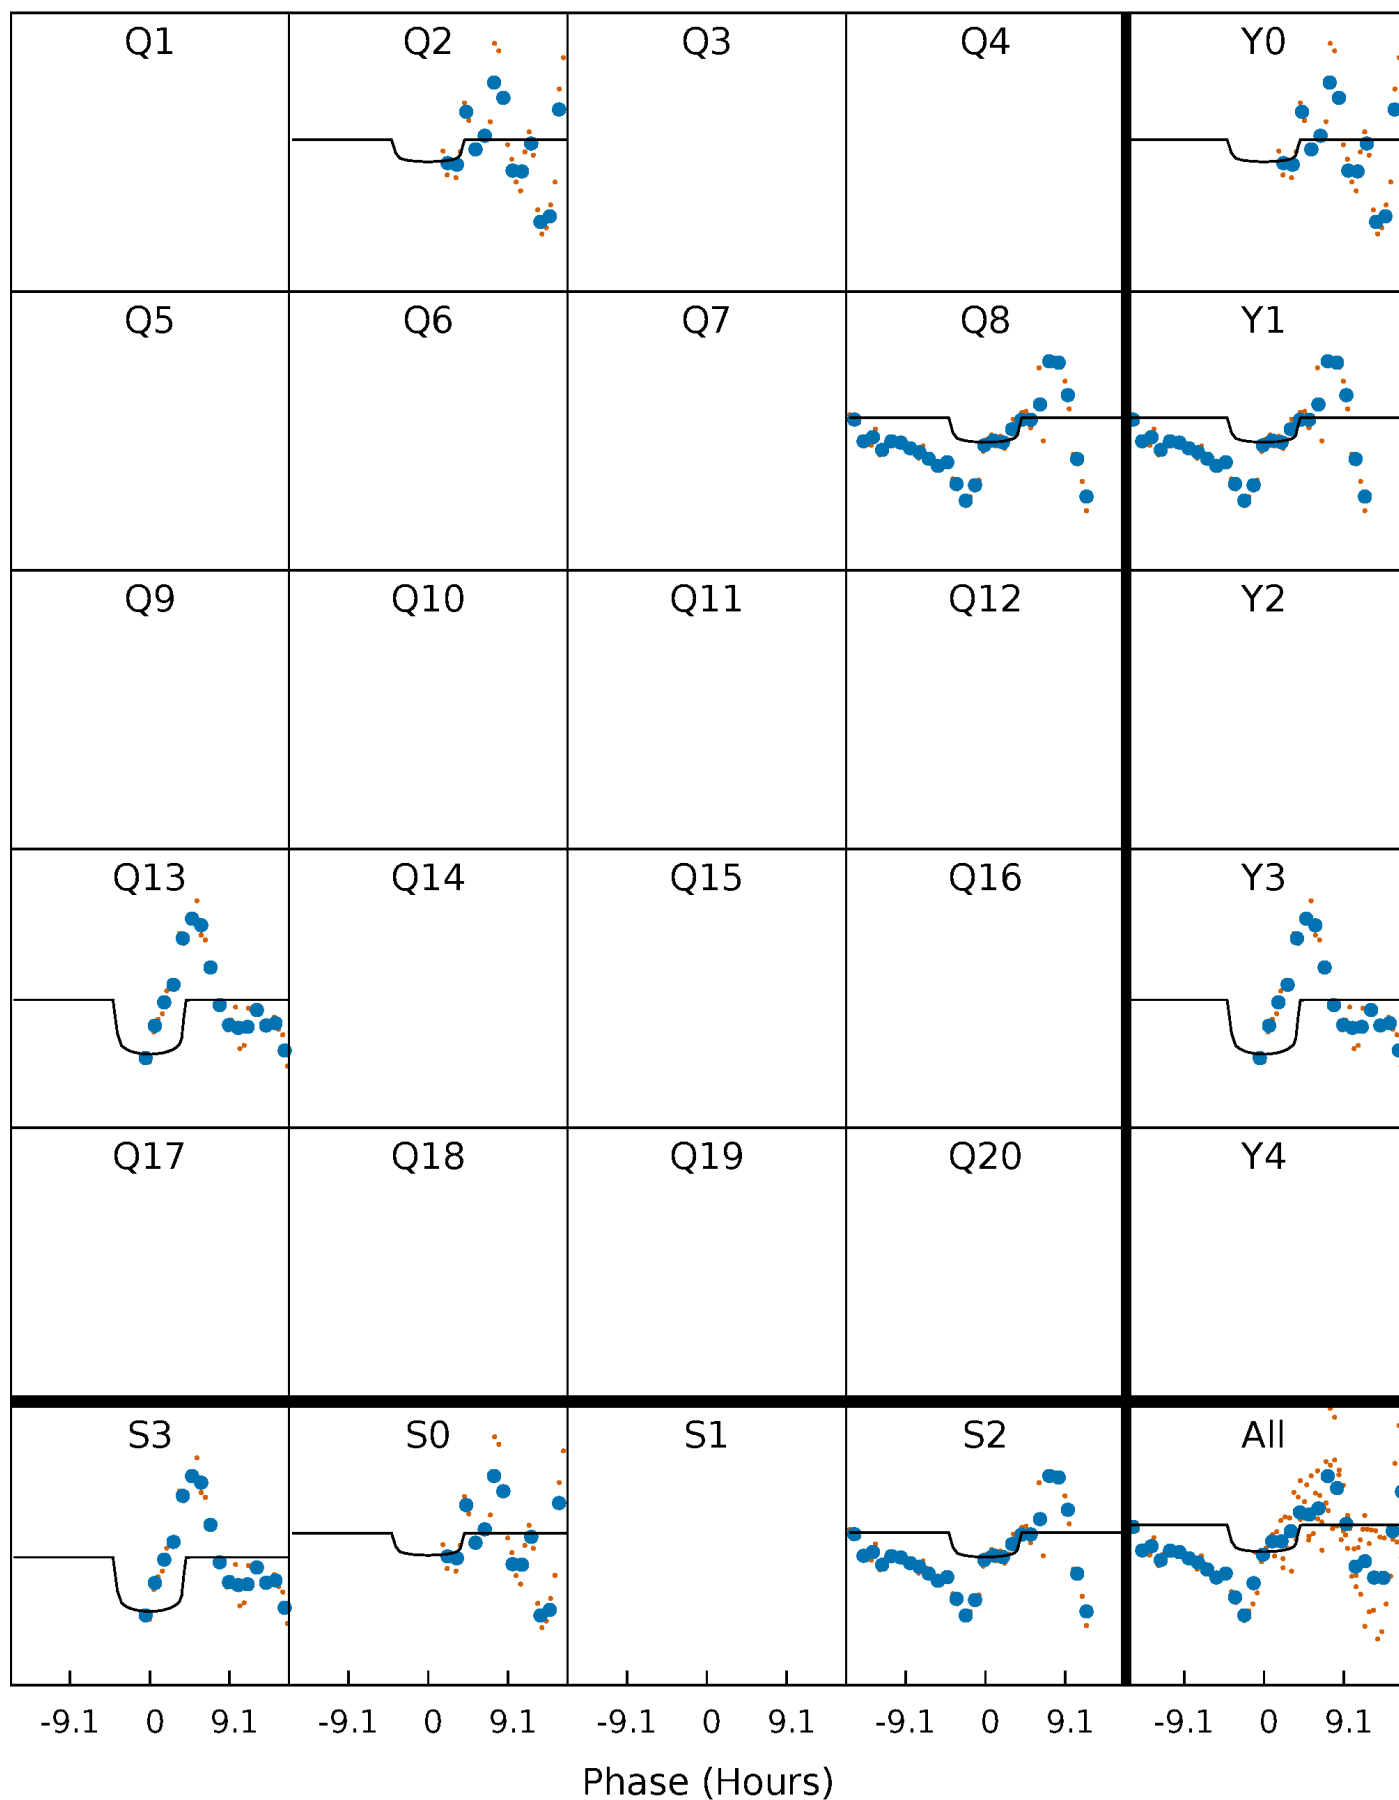 Q1 Q2 Q3 Q4 Y0
Q5 Q6 Q7 Q8 Y1
Q9 Q10 Q11 Q12 Y2
Q13 Q14 Q15 Q16 Y3
Q17 Q18 Q19 Q20 Y4
S3 S0 S1 S2 All
-9.1 0 9.1 -9.1 0 9.1 -9.1 0 9.1 -9.1 0 9.1 -9.1 0 9.1
Phase (Hours)